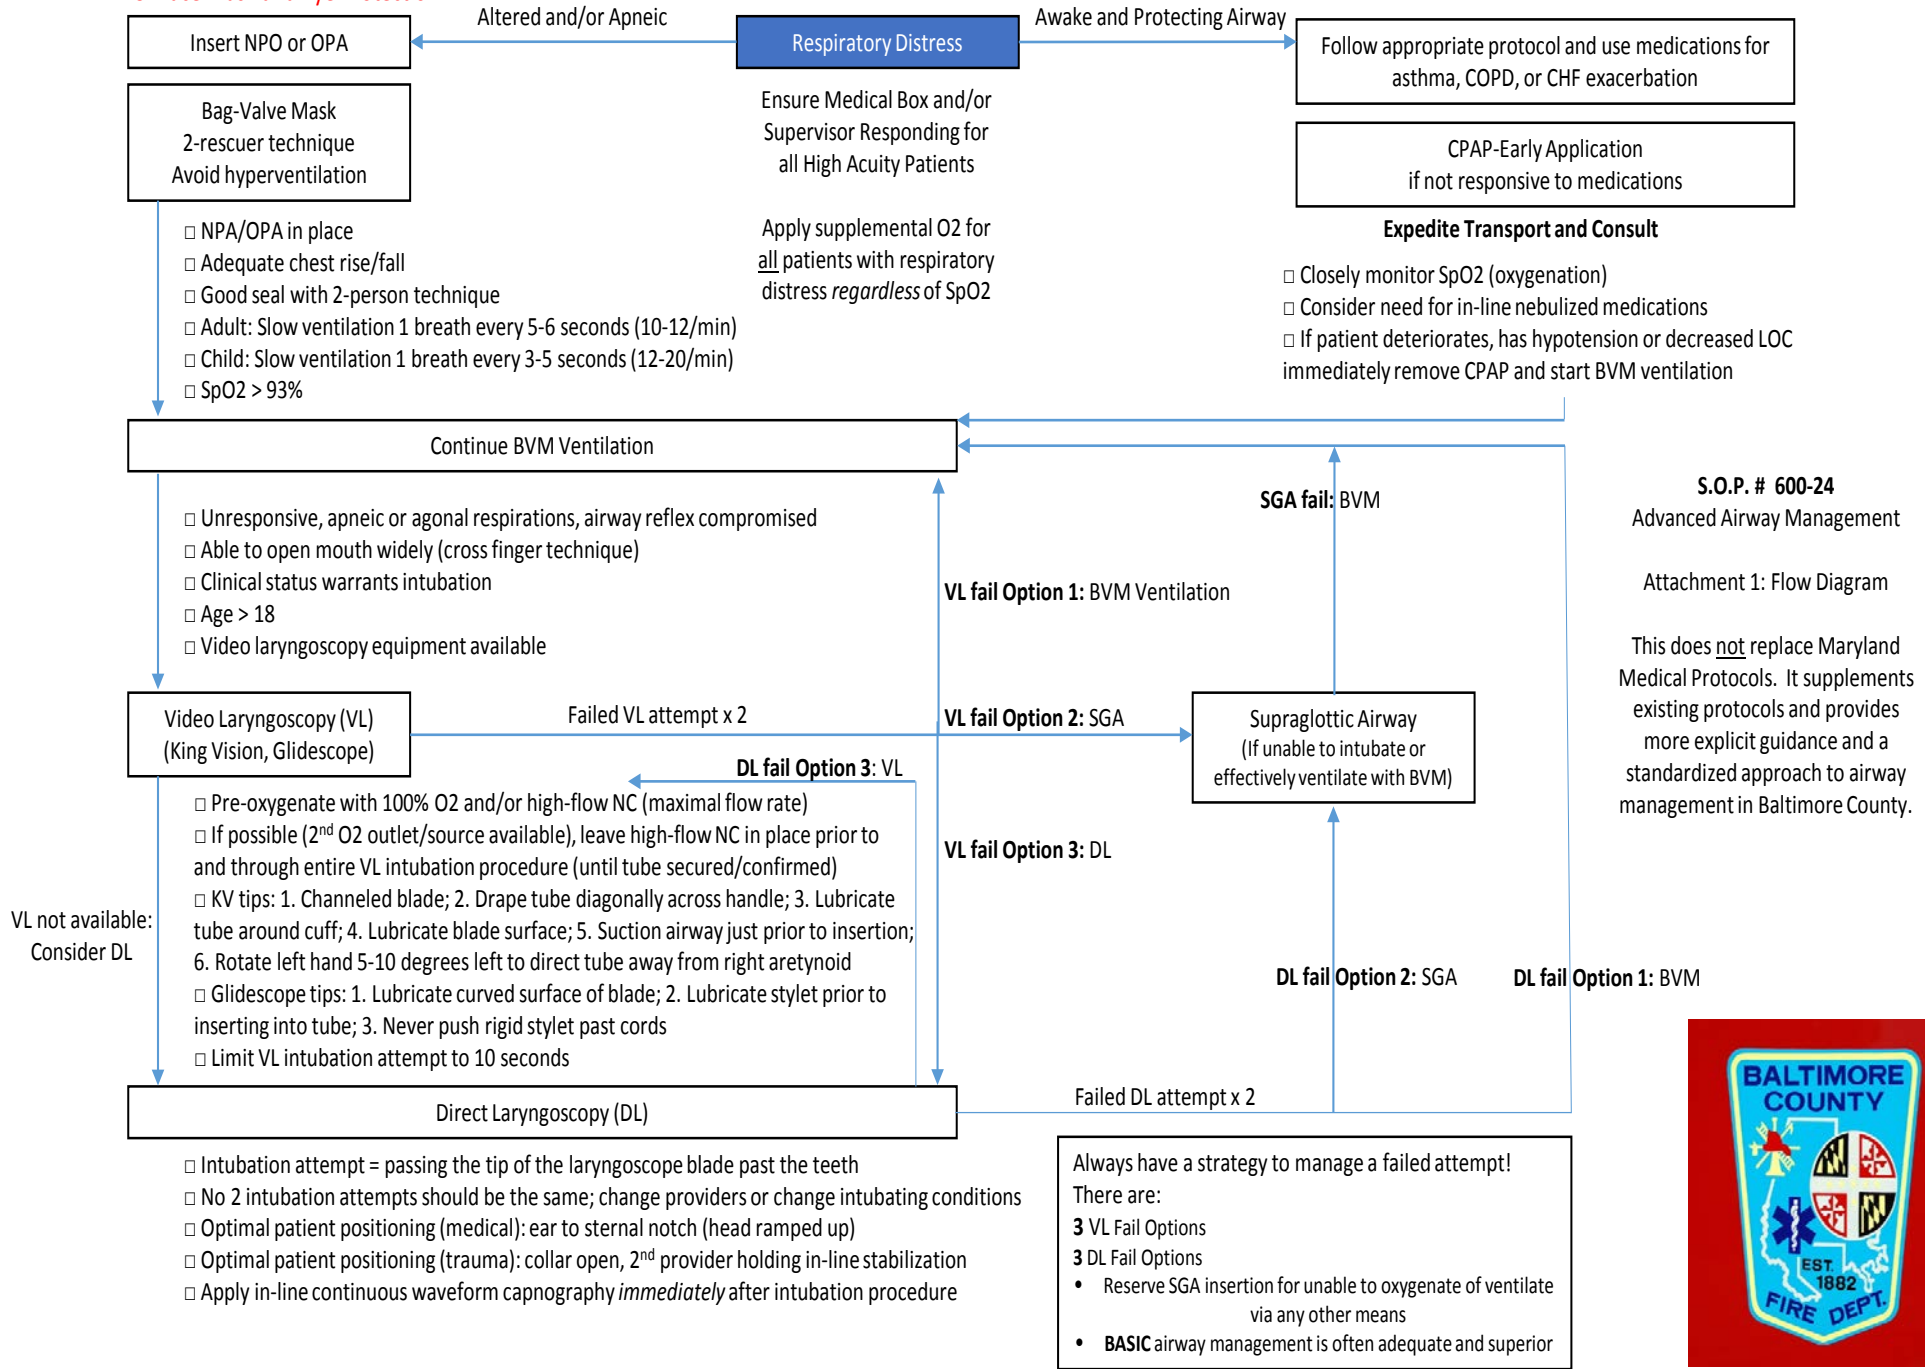 Altered and/or Apneic
Awake and Protecting Airway
Insert NPO or OPA
Respiratory Distress
Follow appropriate protocol and use medications for
asthma, COPD, or CHF exacerbation
Bag-Valve Mask
2-rescuer technique
Avoid hyperventilation
Ensure Medical Box and/or
Supervisor Responding for
all High Acuity Patients
Apply supplemental O2 for
all patients with respiratory
distress regardless of SpO2
CPAP-Early Application
if not responsive to medications
Expedite Transport and Consult
□ Closely monitor SpO2 (oxygenation)
□ Consider need for in-line nebulized medications
□ If patient deteriorates, has hypotension or decreased LOC
immediately remove CPAP and start BVM ventilation
□ NPA/OPA in place
□ Adequate chest rise/fall
□ Good seal with 2-person technique
□ Adult: Slow ventilation 1 breath every 5-6 seconds (10-12/min)
□ Child: Slow ventilation 1 breath every 3-5 seconds (12-20/min)
□ SpO2 > 93%
Continue BVM Ventilation
□ Unresponsive, apneic or agonal respirations, airway reflex compromised
□ Able to open mouth widely (cross finger technique)
□ Clinical status warrants intubation
□ Age > 18
□ Video laryngoscopy equipment available
SGA fail: BVM
VL fail Option 1: BVM Ventilation
S.O.P. # 600-24
Advanced Airway Management
Attachment 1: Flow Diagram
This does not replace Maryland
Medical Protocols. It supplements
existing protocols and provides
more explicit guidance and a
standardized approach to airway
management in Baltimore County.
Video Laryngoscopy (VL)
(King Vision, Glidescope)
Failed VL attempt x 2
VL fail Option 2: SGA
Supraglottic Airway
(If unable to intubate or
effectively ventilate with BVM)
DL fail Option 3: VL
VL fail Option 3: DL
□ Pre-oxygenate with 100% O2 and/or high-flow NC (maximal flow rate)
□ If possible (2nd O2 outlet/source available), leave high-flow NC in place prior to
and through entire VL intubation procedure (until tube secured/confirmed)
□ KV tips: 1. Channeled blade; 2. Drape tube diagonally across handle; 3. Lubricate
tube around cuff; 4. Lubricate blade surface; 5. Suction airway just prior to insertion;
6. Rotate left hand 5-10 degrees left to direct tube away from right aretynoid
□ Glidescope tips: 1. Lubricate curved surface of blade; 2. Lubricate stylet prior to
inserting into tube; 3. Never push rigid stylet past cords
□ Limit VL intubation attempt to 10 seconds
VL not available:
Consider DL
DL fail Option 2: SGA
DL fail Option 1: BVM
Direct Laryngoscopy (DL)
Failed DL attempt x 2
□ Intubation attempt = passing the tip of the laryngoscope blade past the teeth
□ No 2 intubation attempts should be the same; change providers or change intubating conditions
□ Optimal patient positioning (medical): ear to sternal notch (head ramped up)
□ Optimal patient positioning (trauma): collar open, 2nd provider holding in-line stabilization
□ Apply in-line continuous waveform capnography immediately after intubation procedure
Always have a strategy to manage a failed attempt!
There are:
3 VL Fail Options
3 DL Fail Options
• Reserve SGA insertion for unable to oxygenate of ventilate
via any other means
• BASIC airway management is often adequate and superior
BALTIMORE
COUNTY
EST.
1882
FIRE DEPT.